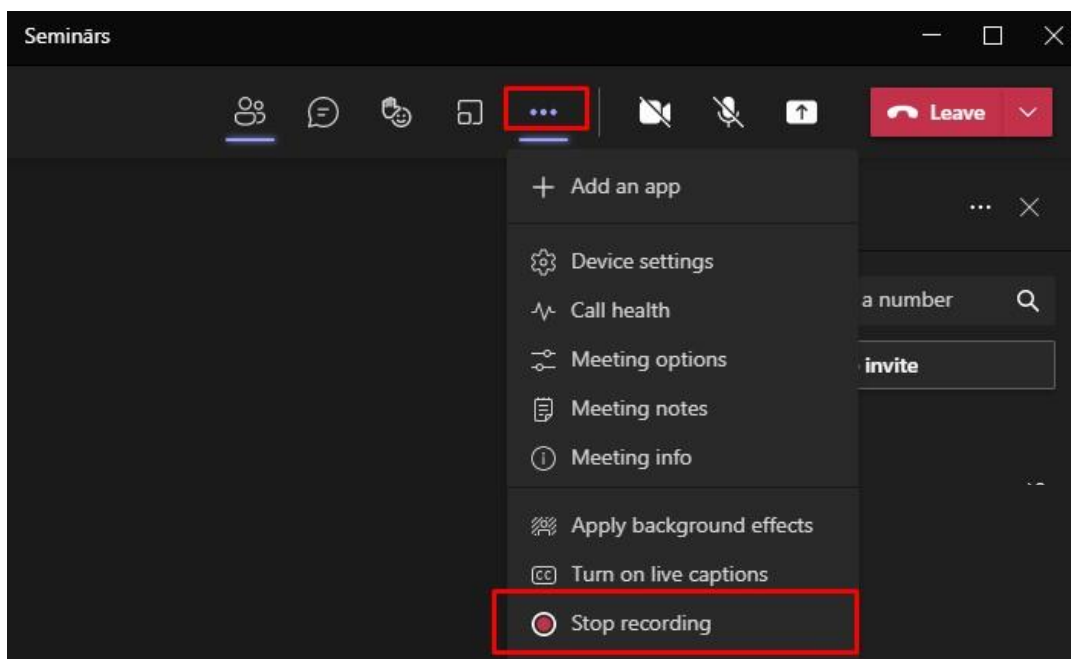 Seminārs
Leave
Add an app
Device settings
a number
Call health
Meeting options
invite
Meeting notes
Meeting info
Apply background effects
CC Turn on live captions
Stop recording